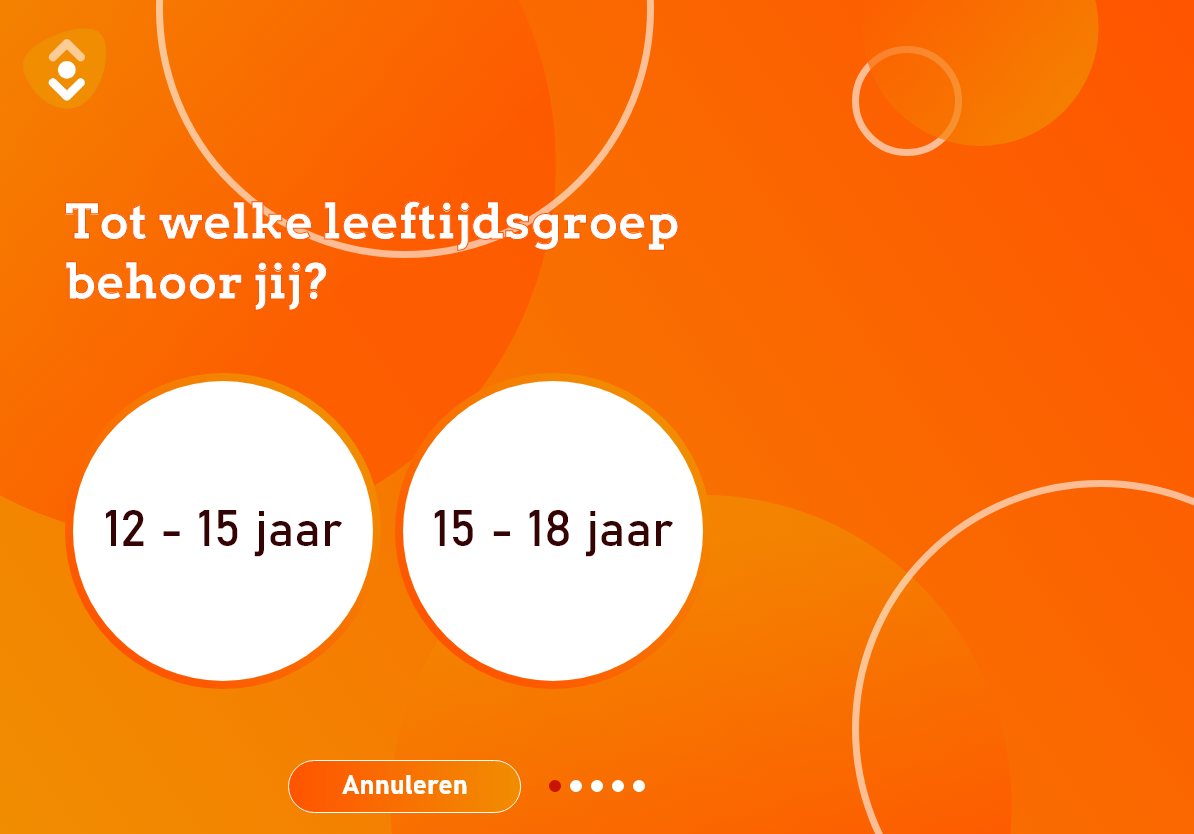 Tot welke leeftijdsgroep
behoor jij?
12 - 15 jaar
15 - 18 jaar
Annuleren